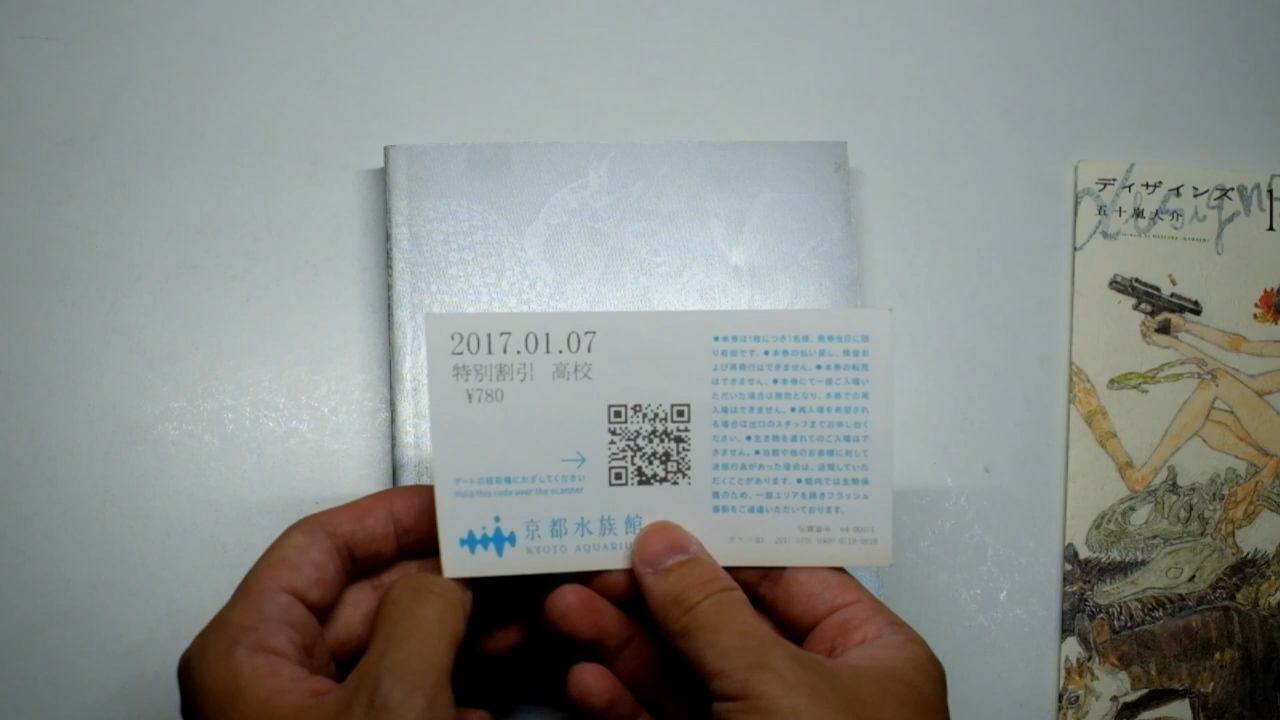 2017.01.07
特別割引 高校
¥780
→
ゲートの読取機にかざしてください
Hold this code over the scanner
京都水族館
KYOTO AQUARIU
●本券は1枚につき1名様、発券当日に限
り有効です。●本券の払い戻し、換金お
よび再発行はできません。●本券の転売
はできません。●本券にて一度ご入場い
ただいた場合は無効となり、本券での再
入場はできません。●再入場を希望され
る場合は出口のスタッフまでお申し出く
ださい。●生き物を連れてのご入場はで
きません。●当館や他のお客様に対して
迷惑行為があった場合は、退館していた
だくことがあります。●館内では生物保
護のため、一部エリアを除きフラッシュ
撮影をご遠慮いただいております。
designs
ディザインズ
1
五十嵐大介